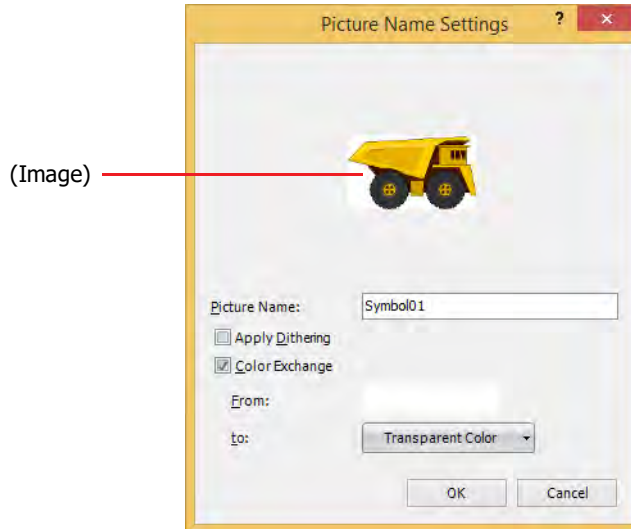 Picture Name Settings ? ×
(Image)
Picture Name: Symbol01
Apply Dithering
Color Exchange
From:
to: Transparent Color
OK Cancel